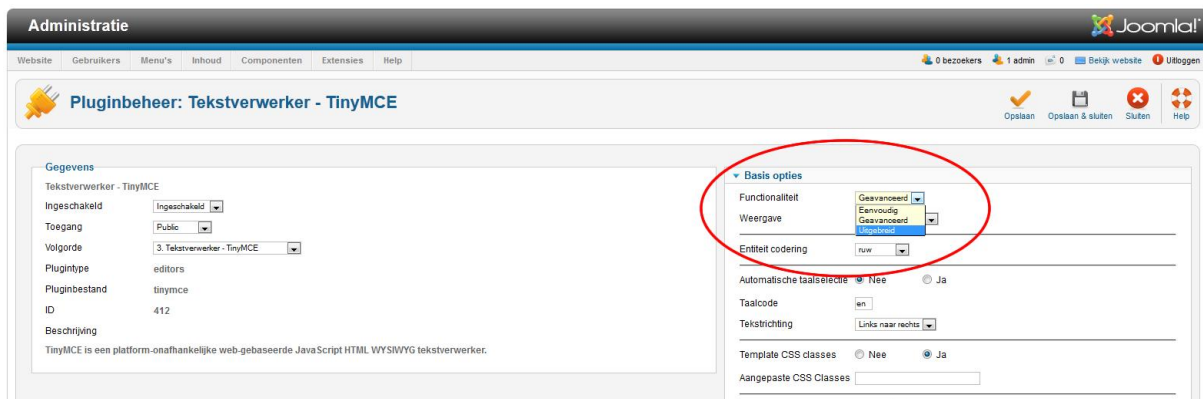 Administratie
Joomla!
Website Gebruikers Menu's Inhoud Componenten Extensies Help
0 bezoekers 1 admin 0 Bekijk website Uitloggen
Pluginbeheer: Tekstverwerker - TinyMCE
Opslaan Opslaan & sluiten Sluiten Help
Gegevens
Tekstverwerker - TinyMCE
Ingeschakeld Ingeschakeld
Toegang Public
Volgorde 3. Tekstverwerker - TinyMCE
Plugintype editors
Pluginbestand tinymce
ID 412
Beschrijving
TinyMCE is een platform-onafhankelijke web-gebaseerde JavaScript HTML WYSIWYG tekstverwerker.
Basis opties
Functionaliteit Geavanceerd
Eenvoudig
Geavanceerd
Uitgebreid
Weergave
Entiteit codering ruw
Automatische taalselectie Nee Ja
Taalcode en
Tekstrichting Links naar rechts
Template CSS classes Nee Ja
Aangepaste CSS Classes